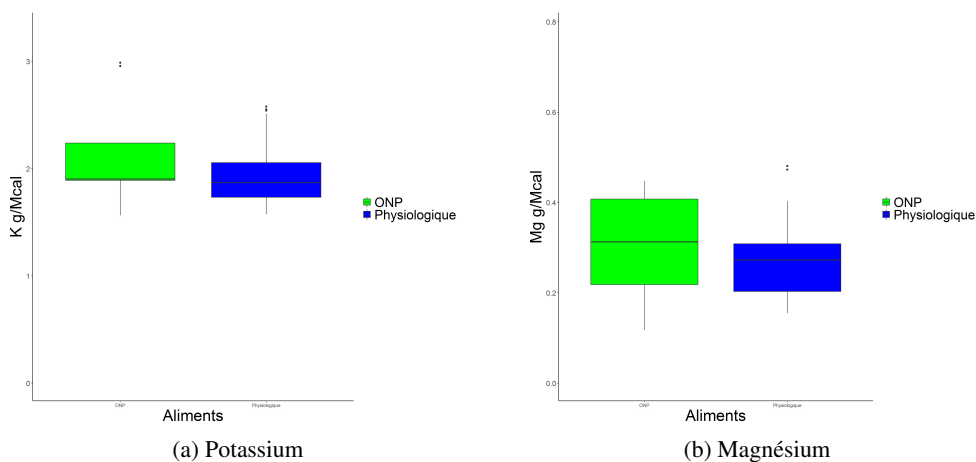 3
2
1
0
K g/Mcal
ONP
Physiologique
Aliments
ONP
Physiologique
(a) Potassium
0.8
0.6
0.4
0.2
0.0
Mg g/Mcal
ONP
Physiologique
Aliments
ONP
Physiologique
(b) Magnésium